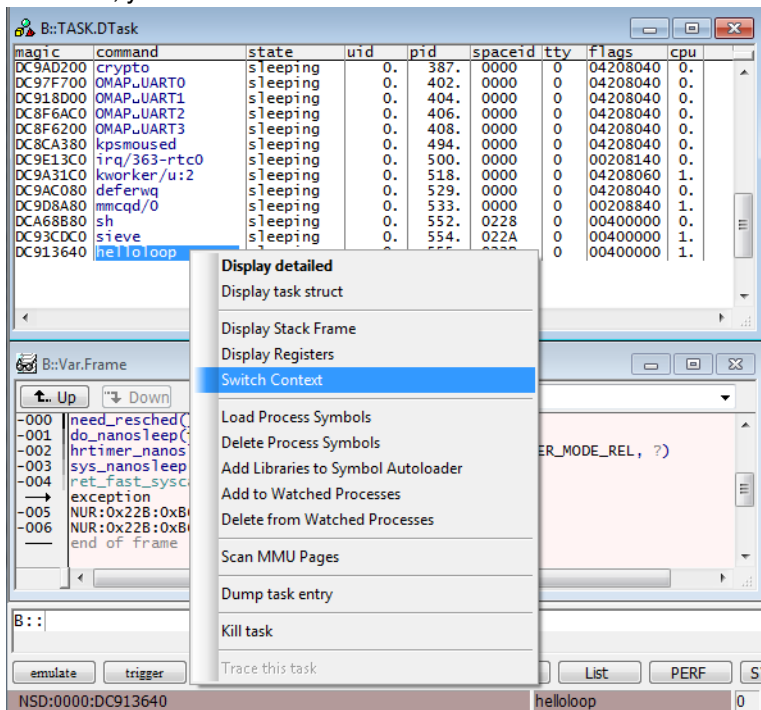 B::TASK.DTask
magic command state uid pid spaceid tty flags cpu
DC9AD200 crypto sleeping 0. 387. 0000 0 04208040 0.
DC97F700 OMAP␣UART0 sleeping 0. 402. 0000 0 04208040 0.
DC918D00 OMAP␣UART1 sleeping 0. 404. 0000 0 04208040 0.
DC8F6AC0 OMAP␣UART2 sleeping 0. 406. 0000 0 04208040 0.
DC8F6200 OMAP␣UART3 sleeping 0. 408. 0000 0 04208040 0.
DC8CA380 kpsmoused sleeping 0. 494. 0000 0 04208040 0.
DC9E13C0 irq/363-rtc0 sleeping 0. 500. 0000 0 00208140 0.
DC9A31C0 kworker/u:2 sleeping 0. 518. 0000 0 04208060 1.
DC9AC080 deferwq sleeping 0. 529. 0000 0 04208040 0.
DC9D8A80 mmcqd/0 sleeping 0. 533. 0000 0 00208840 1.
DCA68B80 sh sleeping 0. 552. 0228 0 00400000 0.
DC93CDC0 sieve sleeping 0. 554. 022A 0 00400000 1.
DC913640 helloloop 0 00400000 1.
Display detailed
Display task struct
Display Stack Frame
Display Registers
Switch Context
Load Process Symbols
Delete Process Symbols
Add Libraries to Symbol Autoloader
Add to Watched Processes
Delete from Watched Processes
Scan MMU Pages
Dump task entry
Kill task
Trace this task
B::Var.Frame
Up Down
-000 need_resched(
-001 do_nanosleep(
-002 hrtimer_nanos ER_MODE_REL, ?)
-003 sys_nanosleep
-004 ret_fast_sysc
exception
-005 NUR:0x22B:0xB
-006 NUR:0x22B:0xB
end of frame
B::
emulate trigger List PERF
NSD:0000:DC913640 helloloop 0